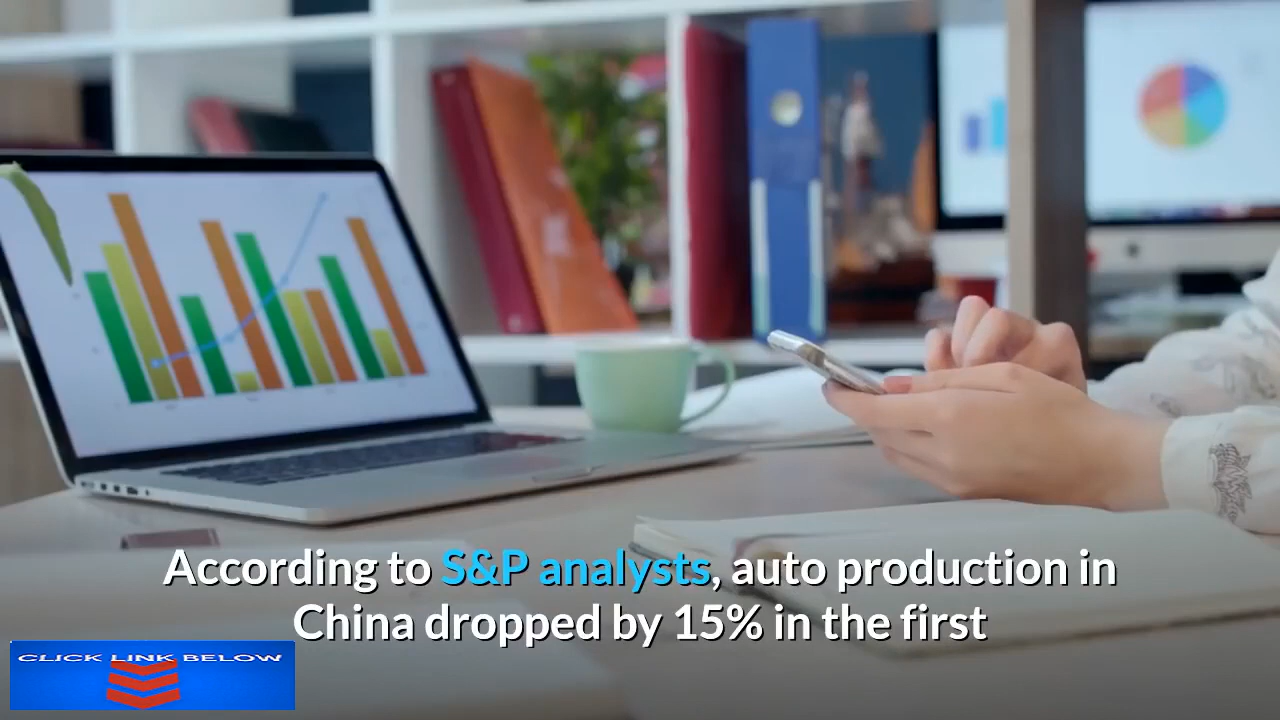 According to S&P analysts, auto production in
China dropped by 15% in the first
CLICK LINK BELOW